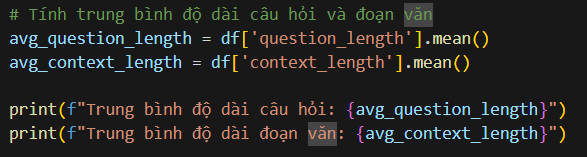 # Tính trung bình độ dài câu hỏi và đoạn văn
avg_question_length = df['question_length'].mean()
avg_context_length = df['context_length'].mean()
print(f"Trung bình độ dài câu hỏi: {avg_question_length}")
print(f"Trung bình độ dài đoạn văn: {avg_context_length}")